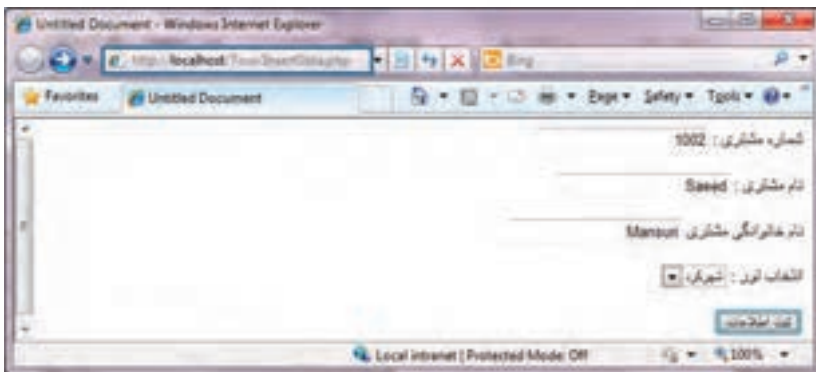 Untitled Document - Windows Internet Explorer
http://localhost/
Bing
Favorites
Untitled Document
Page Safety Tools
شماره مشتری : 1002
نام مشتری : Saeed
نام خانوادگی مشتری Mansuri
انتخاب تور :
ثبت اطلاعات
Local intranet | Protected Mode: Off
100%